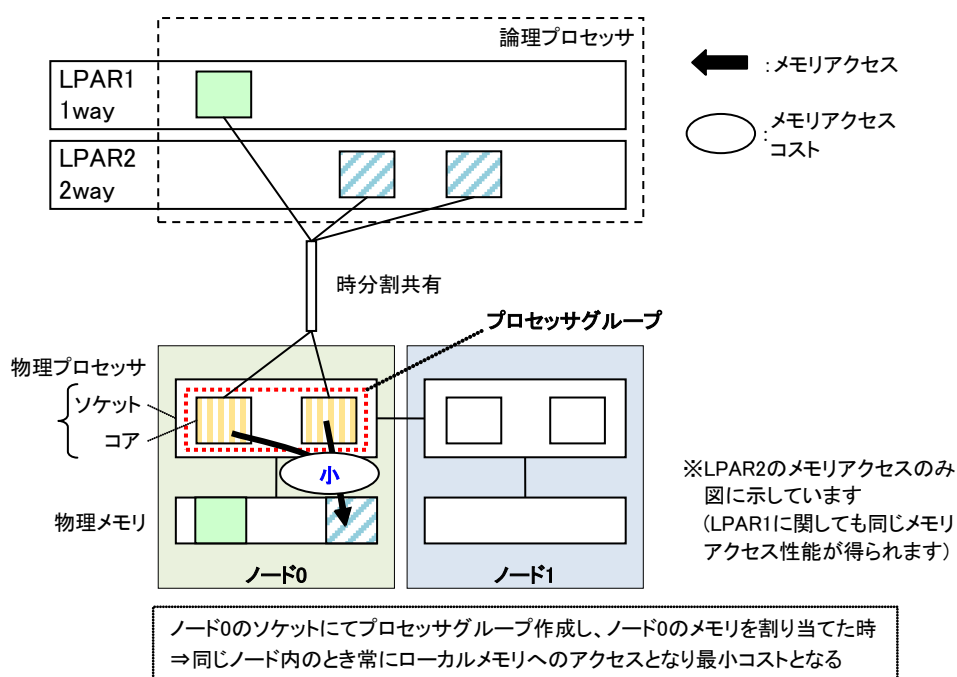 論理プロセッサ
LPAR1
1way
LPAR2
2way
:メモリアクセス
:メモリアクセス
コスト
時分割共有
プロセッサグループ
物理プロセッサ
ソケット
コア
小
物理メモリ
ノード0
ノード1
※LPAR2のメモリアクセスのみ
図に示しています
(LPAR1に関しても同じメモリ
アクセス性能が得られます)
ノード0のソケットにてプロセッサグループ作成し、ノード0のメモリを割り当てた時
⇒同じノード内のとき常にローカルメモリへのアクセスとなり最小コストとなる